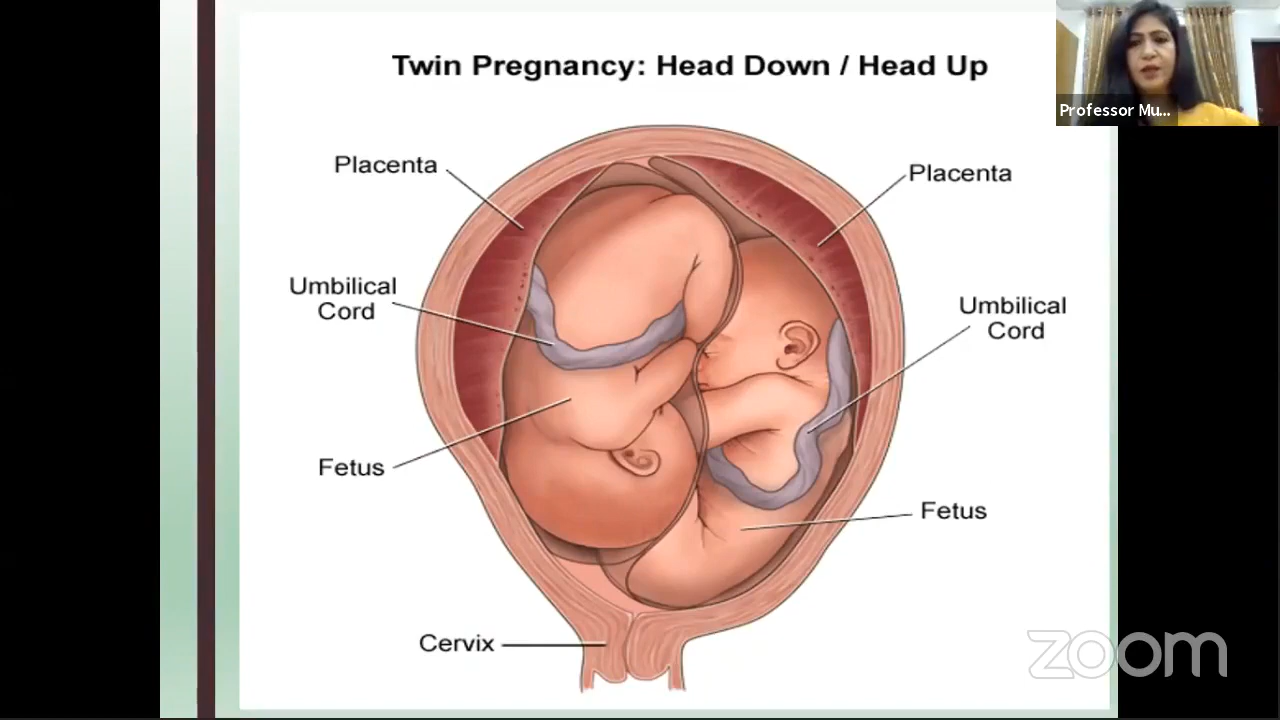 Twin Pregnancy: Head Down / Head Up
Professor Mu...
Placenta
Placenta
Umbilical
Cord
Umbilical
Cord
Fetus
Fetus
Cervix
zoom